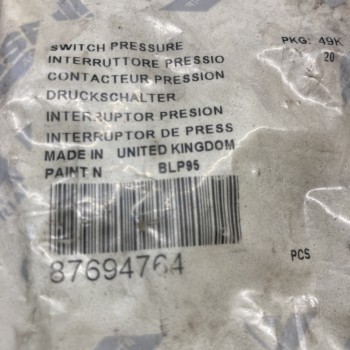 SWITCH PRESSURE
PKG: 49K
INTERRUTTORE PRESSIO
20
CONTACTEUR PRESSION
DRUCKSCHALTER
INTERRUPTOR PRESION
INTERRUPTOR DE PRESS
MADE IN UNITED KINGDOM
PAINT N BLP95
PCS
87694764